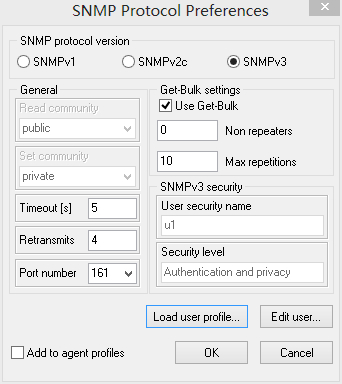 SNMP Protocol Preferences
SNMP protocol version
SNMPv1 SNMPv2c SNMPv3
General
Read community
public
Set community
private
Timeout [s] 5
Retransmits 4
Port number 161
Get-Bulk settings
Use Get-Bulk
0 Non repeaters
10 Max repetitions
SNMPv3 security
User security name
u1
Security level
Authentication and privacy
Load user profile... Edit user...
Add to agent profiles OK Cancel